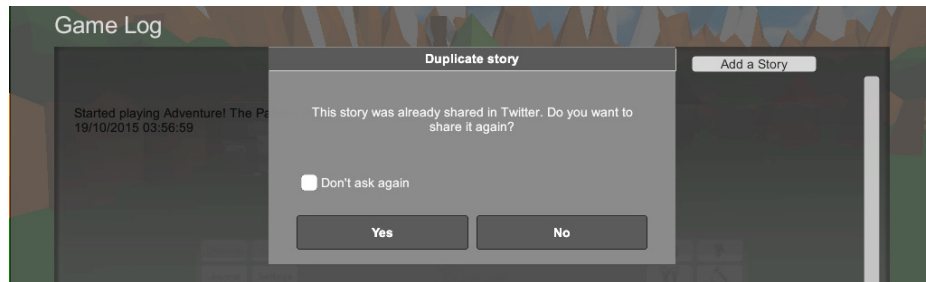 Game Log
Duplicate story
Add a Story
Started playing Adventure! The Pa
19/10/2015 03:56:59
This story was already shared in Twitter. Do you want to
share it again?
Don't ask again
Yes
No